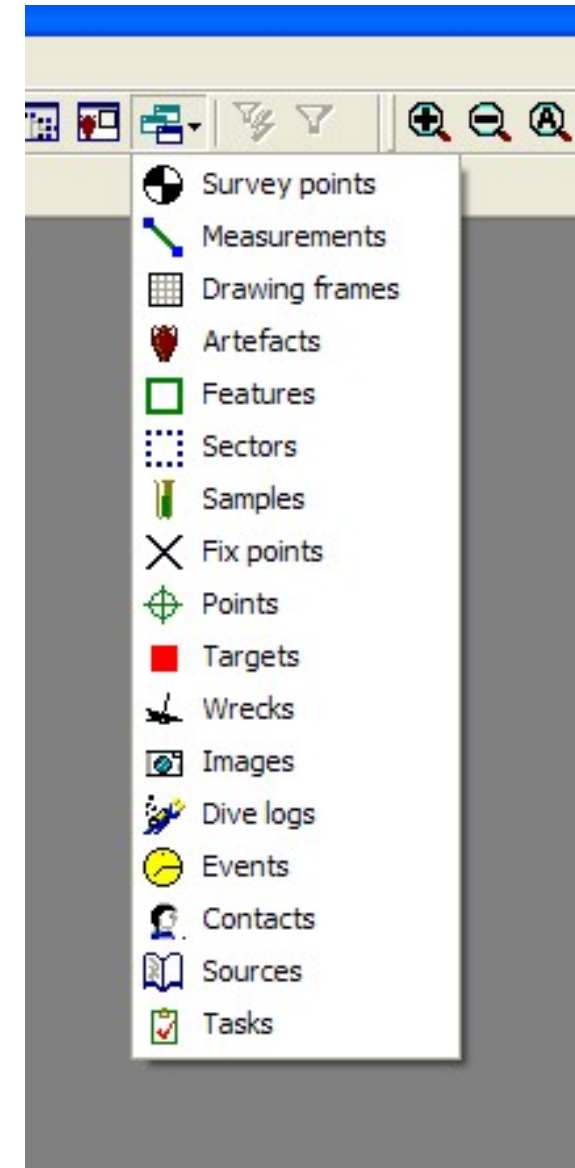 A
Survey points
Measurements
Drawing frames
Artefacts
Features
Sectors
Samples
Fix points
Points
Targets
Wrecks
Images
Dive logs
Events
Contacts
Sources
Tasks